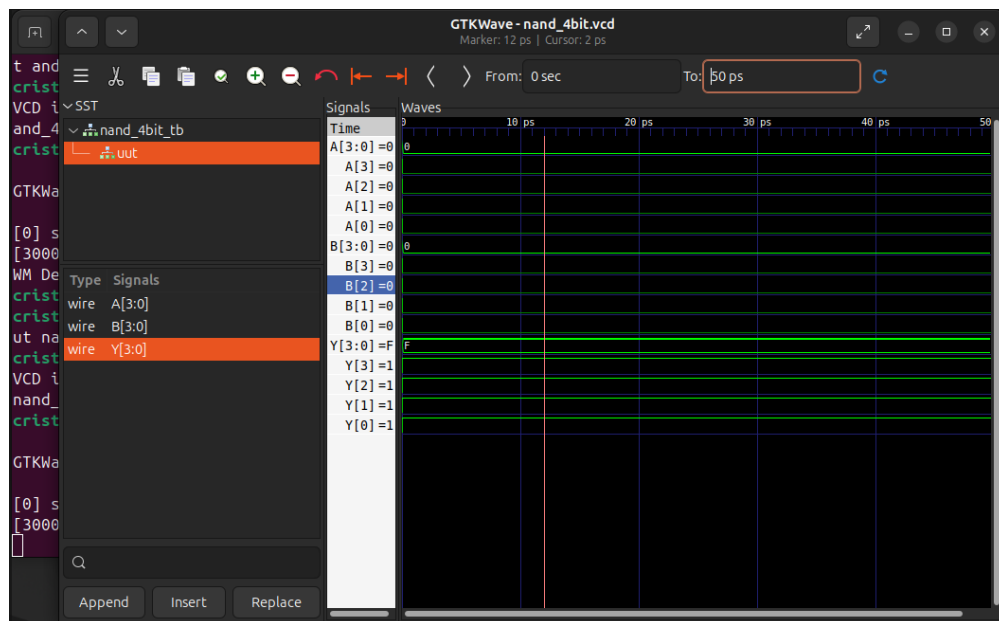 GTKWave - nand_4bit.vcd
Marker: 12 ps | Cursor: 2 ps
From: 0 sec
To: 50 ps
t and
crist
VCD i
and_4
crist
GTKWa
[0] s
[3000
WM De
crist
crist
ut na
crist
VCD i
nand_
crist
GTKWa
[0] s
[3000
SST
nand_4bit_tb
uut
Type Signals
wire A[3:0]
wire B[3:0]
wire Y[3:0]
Append Insert Replace
Signals
Time
A[3:0] =0
A[3] =0
A[2] =0
A[1] =0
A[0] =0
B[3:0] =0
B[3] =0
B[2] =0
B[1] =0
B[0] =0
Y[3:0] =F
Y[3] =1
Y[2] =1
Y[1] =1
Y[0] =1
Waves
0 10 ps 20 ps 30 ps 40 ps 50
0
0
F